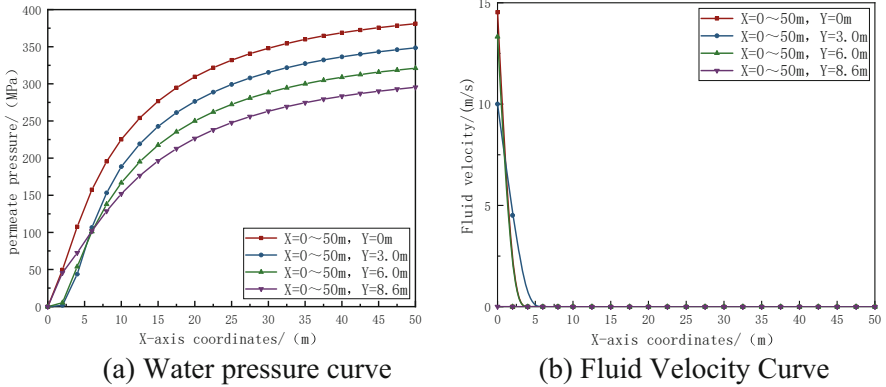 400
350
300
250
200
150
100
50
0
permeate pressure/ (MPa)
X=0～50m, Y=0m
X=0～50m, Y=3.0m
X=0～50m, Y=6.0m
X=0～50m, Y=8.6m
0 5 10 15 20 25 30 35 40 45 50
X-axis coordinates/ (m)
(a) Water pressure curve
15
10
5
0
Fluid velocity/(m/s)
X=0～50m, Y=0m
X=0～50m, Y=3.0m
X=0～50m, Y=6.0m
X=0～50m, Y=8.6m
0 5 10 15 20 25 30 35 40 45 50
X-axis coordinates/ (m)
(b) Fluid Velocity Curve